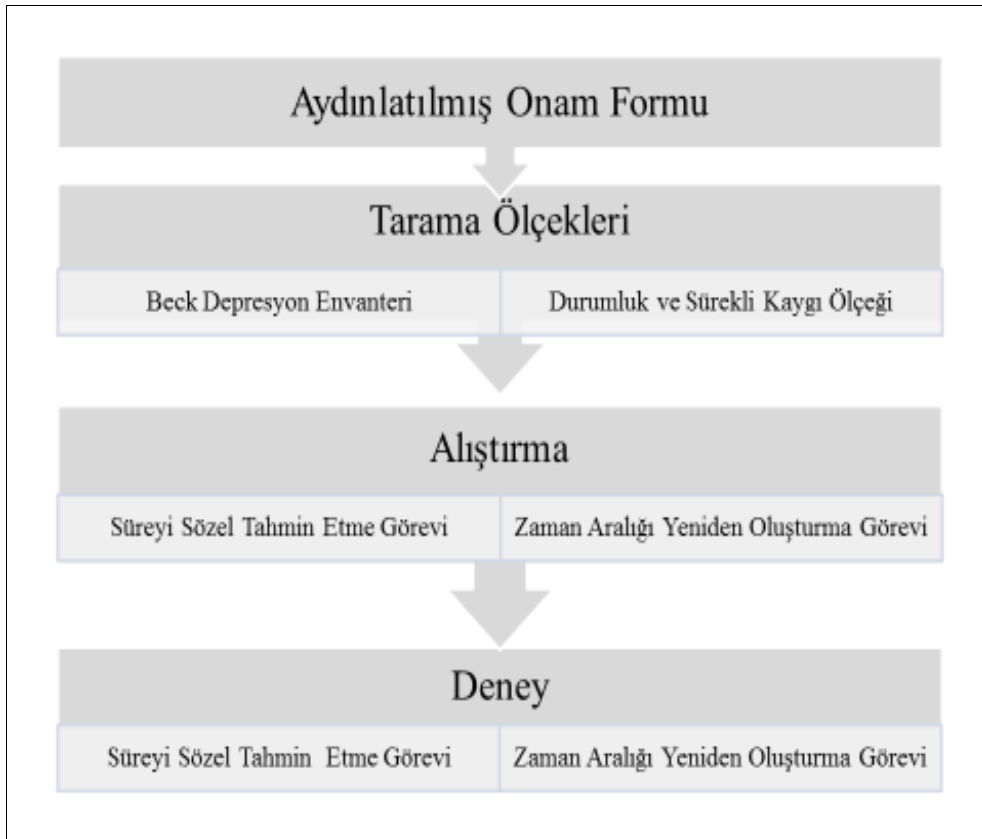 Aydınlatılmış Onam Formu
Tarama Ölçekleri
Beck Depresyon Envanteri
Durumluk ve Sürekli Kaygı Ölçeği
Alıştırma
Süreyi Sözel Tahmin Etme Görevi
Zaman Aralığı Yeniden Oluşturma Görevi
Deney
Süreyi Sözel Tahmin Etme Görevi
Zaman Aralığı Yeniden Oluşturma Görevi